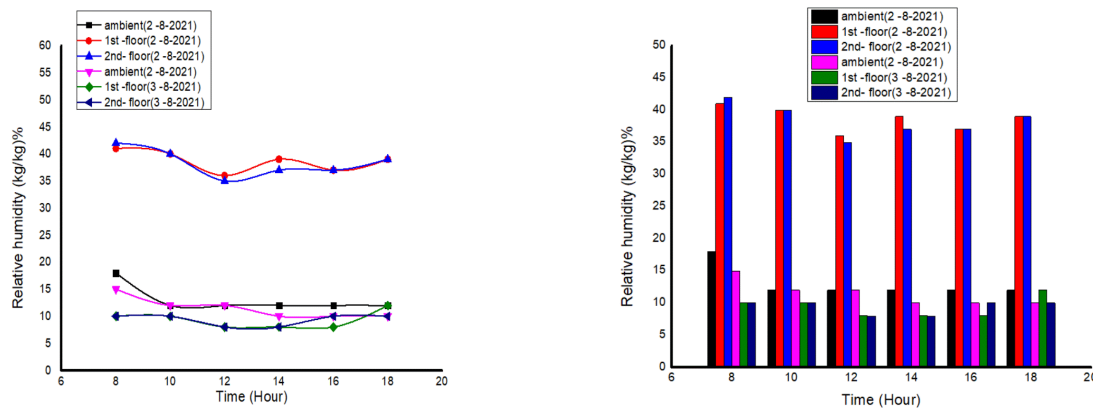 ambient(2 -8-2021)
1st -floor(2 -8-2021)
2nd- floor(2 -8-2021)
ambient(2 -8-2021)
1st -floor(3 -8-2021)
2nd- floor(3 -8-2021)
60
55
50
45
40
35
30
25
20
15
10
5
0
Relative humidity (kg/kg)%
6 8 10 12 14 16 18 20
Time (Hour)
ambient(2 -8-2021)
1st -floor(2 -8-2021)
2nd- floor(2 -8-2021)
ambient(2 -8-2021)
1st -floor(3 -8-2021)
2nd- floor(3 -8-2021)
50
45
40
35
30
25
20
15
10
5
0
Relative humidity (kg/kg)%
6 8 10 12 14 16 18 20
Time (Hour)